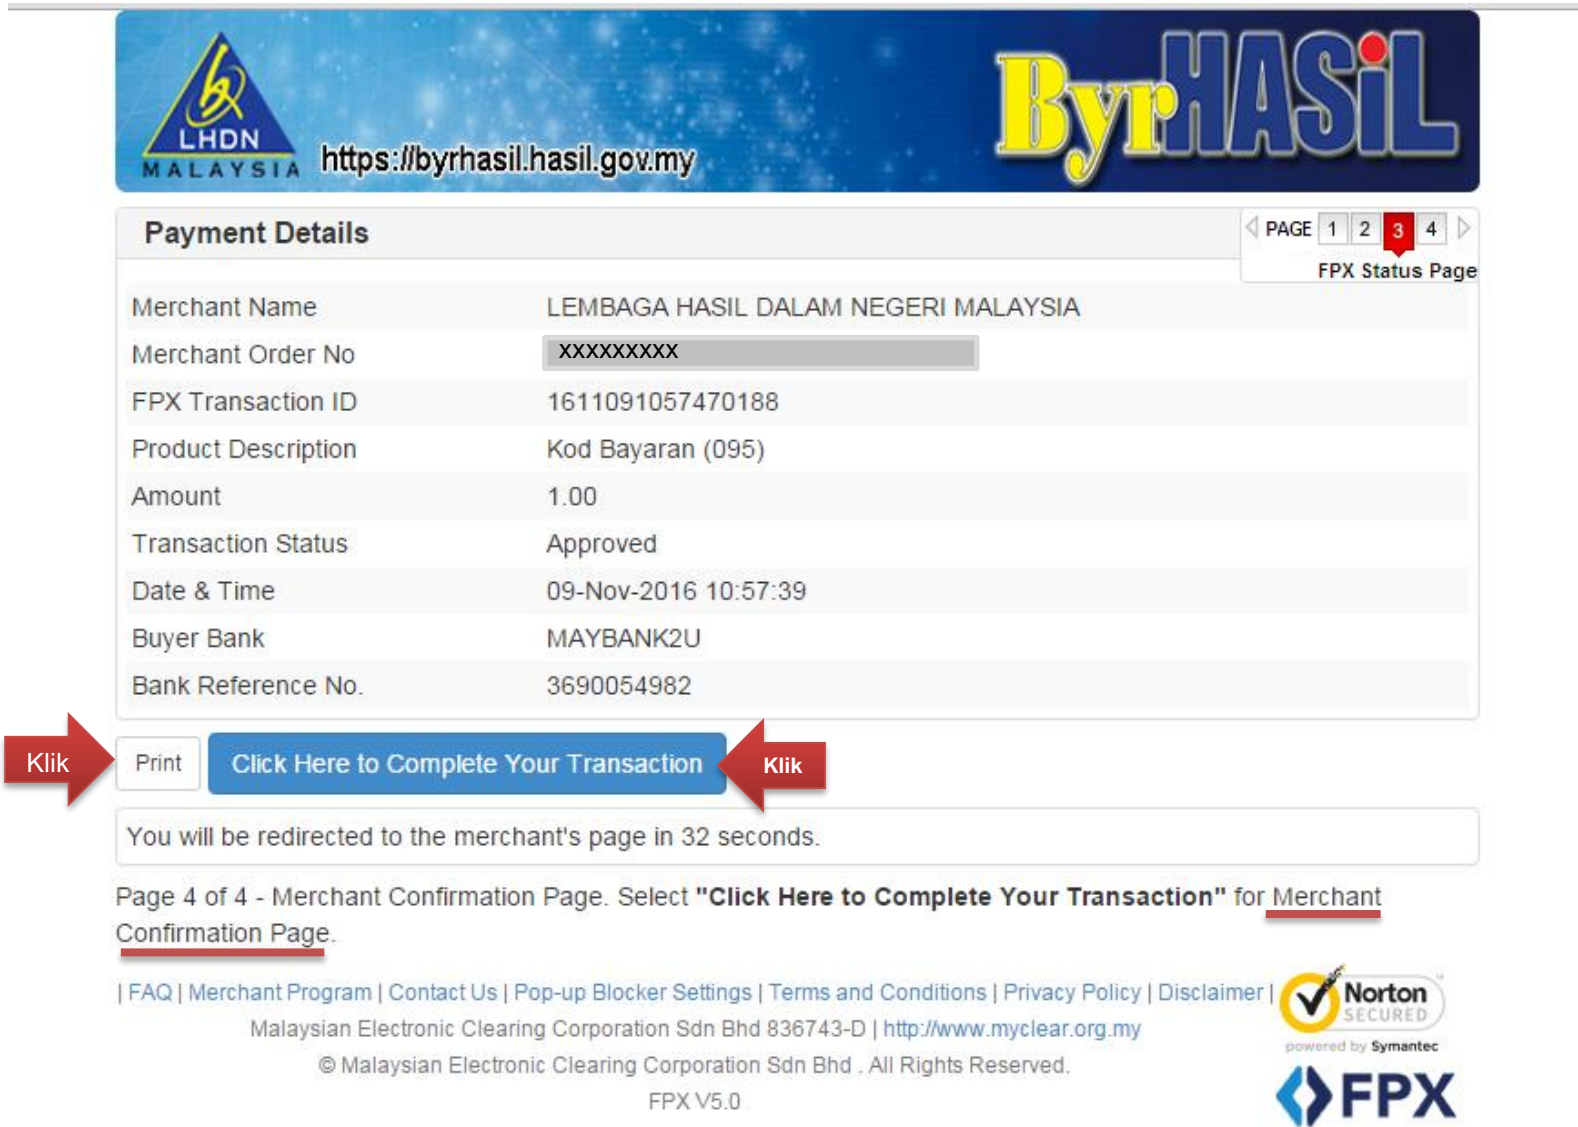 LHDN
MALAYSIA
https://byrhasil.hasil.gov.my
ByrHASiL
Payment Details
PAGE 1 2 3 4
FPX Status Page
Merchant Name LEMBAGA HASIL DALAM NEGERI MALAYSIA
Merchant Order No XXXXXXXXX
FPX Transaction ID 1611091057470188
Product Description Kod Bayaran (095)
Amount 1.00
Transaction Status Approved
Date & Time 09-Nov-2016 10:57:39
Buyer Bank MAYBANK2U
Bank Reference No. 3690054982
Klik Print Click Here to Complete Your Transaction Klik
You will be redirected to the merchant's page in 32 seconds.
Page 4 of 4 - Merchant Confirmation Page. Select "Click Here to Complete Your Transaction" for Merchant
Confirmation Page.
| FAQ | Merchant Program | Contact Us | Pop-up Blocker Settings | Terms and Conditions | Privacy Policy | Disclaimer |
Malaysian Electronic Clearing Corporation Sdn Bhd 836743-D | http://www.myclear.org.my
© Malaysian Electronic Clearing Corporation Sdn Bhd . All Rights Reserved.
FPX V5.0
Norton
SECURED
powered by Symantec
FPX